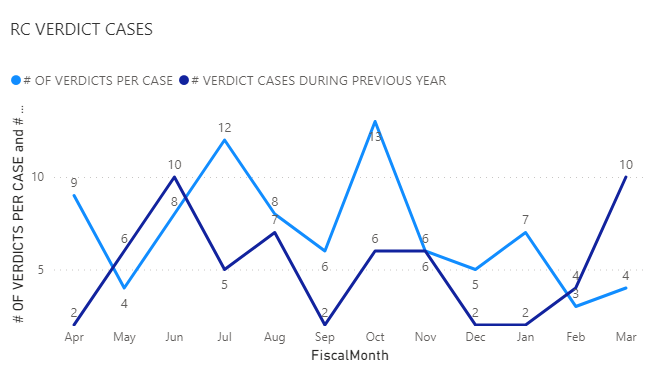 RC VERDICT CASES
# OF VERDICTS PER CASE # VERDICT CASES DURING PREVIOUS YEAR
# OF VERDICTS PER CASE and # ...
10
5
9 4 8 12 8 6 13 6 5 7 3 4
2 6 10 5 7 2 6 6 2 2 4 10
Apr May Jun Jul Aug Sep Oct Nov Dec Jan Feb Mar
FiscalMonth